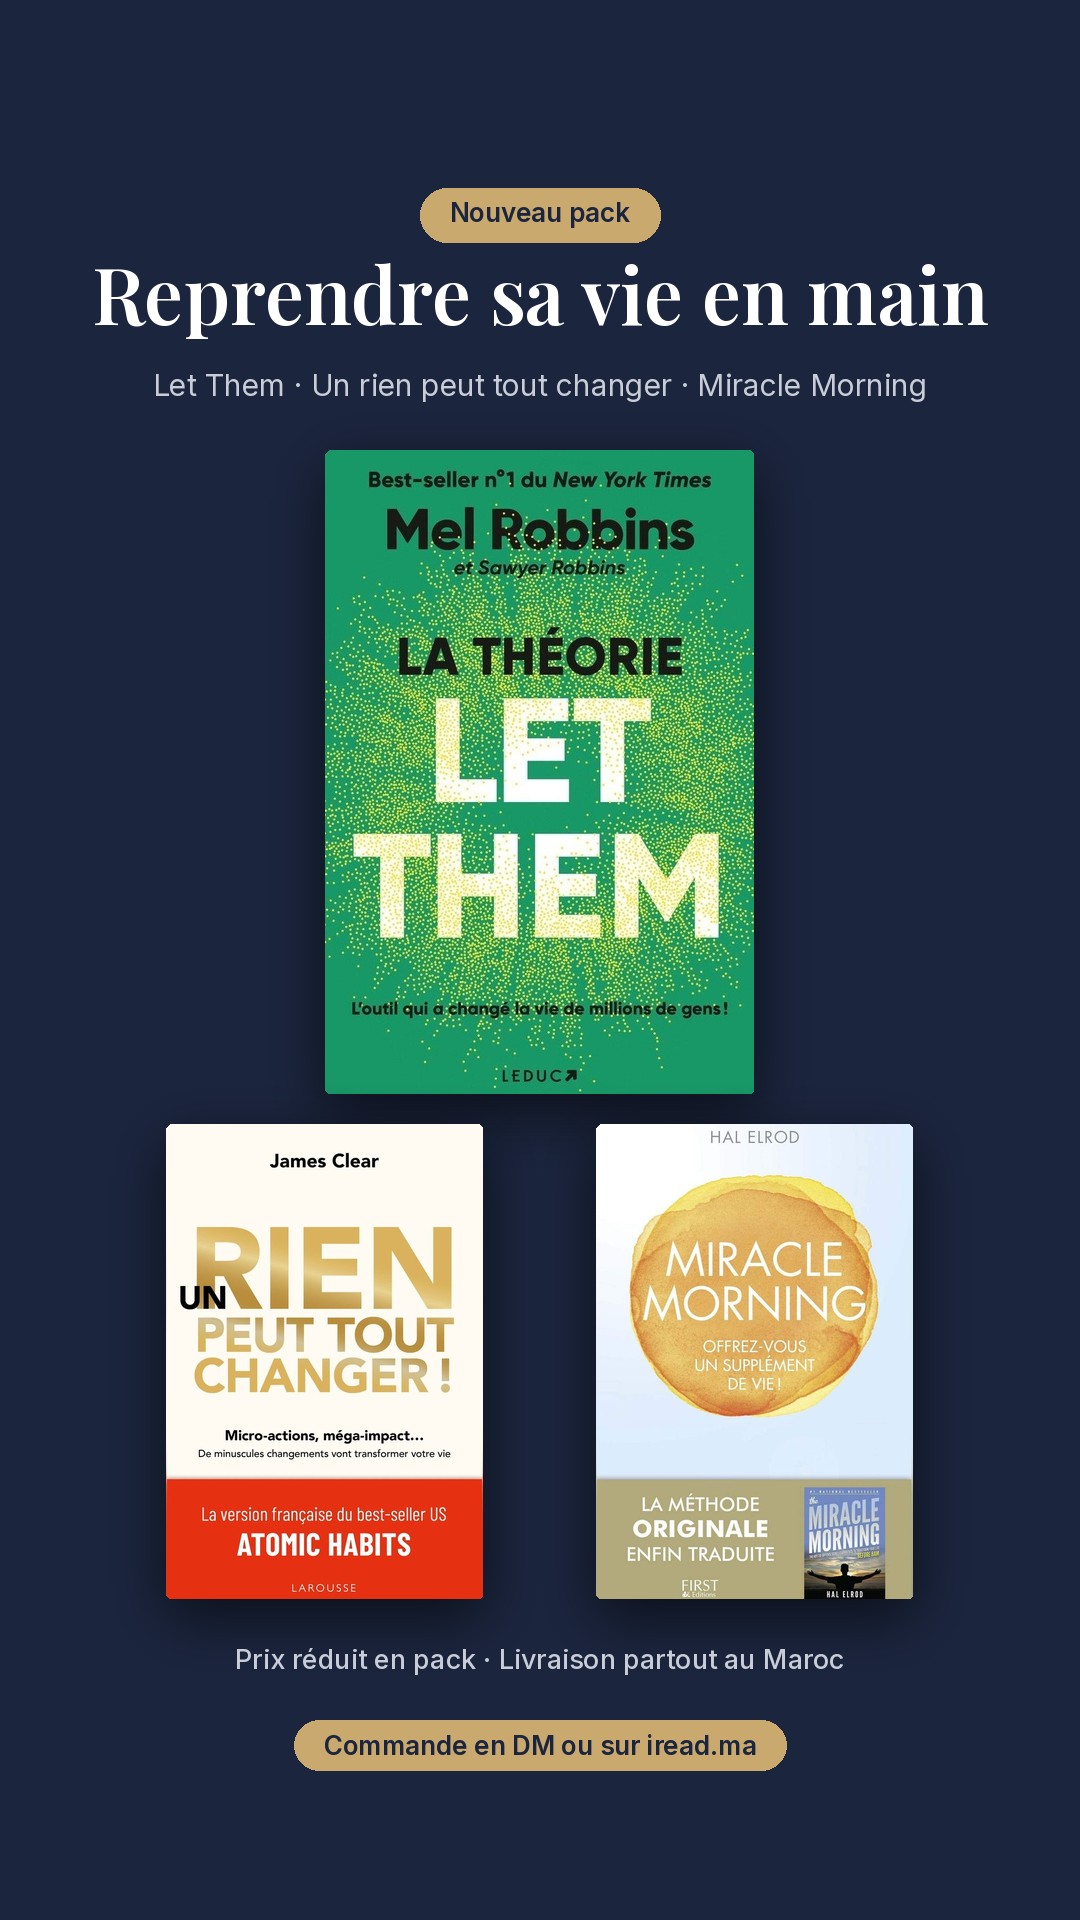 Nouveau pack
Reprendre sa vie en main
Let Them · Un rien peut tout changer · Miracle Morning
Best-seller n°1 du New York Times
Mel Robbins
et Sawyer Robbins
LA THÉORIE
LET
THEM
L'outil qui a changé la vie de millions de gens !
LEDUC
James Clear
UN RIEN
PEUT TOUT
CHANGER !
Micro-actions, méga-impact...
De minuscules changements vont transformer votre vie
La version française du best-seller US
ATOMIC HABITS
LAROUSSE
HAL ELROD
MIRACLE
MORNING
OFFREZ-VOUS
UN SUPPLÉMENT
DE VIE !
LA MÉTHODE
ORIGINALE
ENFIN TRADUITE
FIRST
& Editions
the
MIRACLE
MORNING
HAL ELROD
Prix réduit en pack · Livraison partout au Maroc
Commande en DM ou sur iread.ma